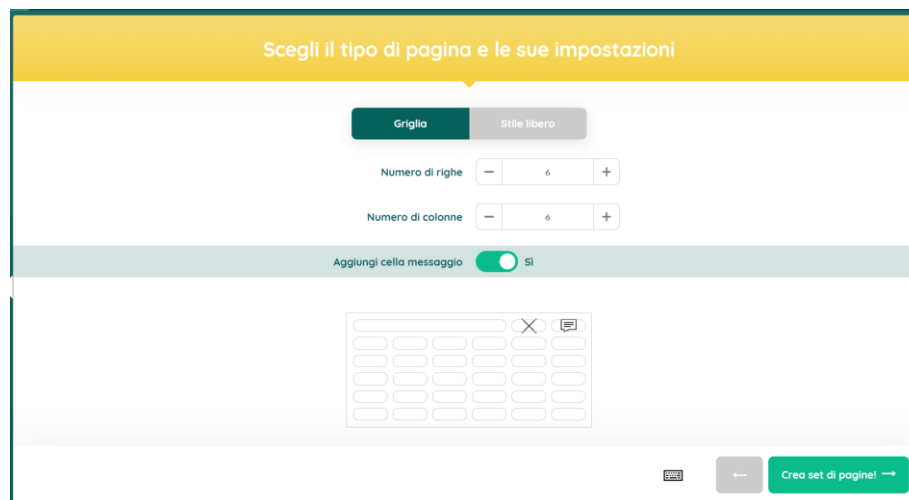 Scegli il tipo di pagina e le sue impostazioni
Griglia
Stile libero
Numero di righe
6
Numero di colonne
6
Aggiungi cella messaggio
Sì
Crea set di pagine!